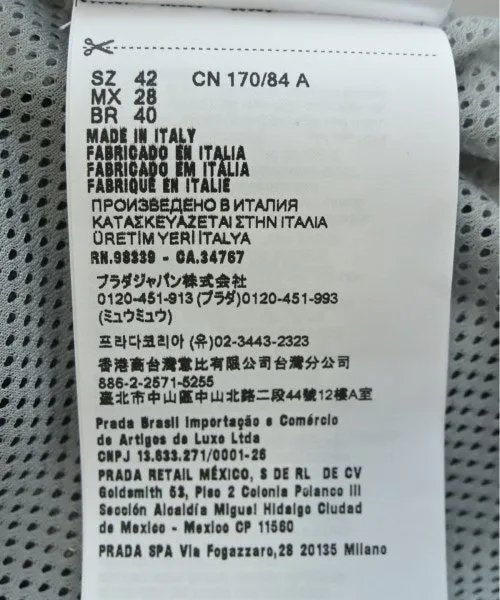 SZ 42 CN 170/84 A
MX 28
BR 40
MADE IN ITALY
FABRICADO EN ITALIA
FABRICADO EM ITALIA
FABRIQUÉ EN ITALIE
ПРОИЗВЕДЕНО В ИТАЛИЯ
ΚΑΤΑΣΚΕΥΑΖΕΤΑΙ ΣΤΗΝ ΙΤΑΛΙΑ
ÜRETİM YERİ İTALYA
RN.98339 - CA.34767
プラダジャパン株式会社
0120-451-913 (プラダ)0120-451-993
(ミュウミュウ)
프라다코리아 (유)02-3443-2323
香港商台灣普比有限公司台灣分公司
886-2-2571-5255
臺北市中山區中山北路二段44號12樓A室
Prada Brasil Importação e Comércio
de Artigos de Luxo Ltda
CNPJ 13.633.271/0001-26
PRADA RETAIL MÉXICO, S DE RL DE CV
Goldsmith 53, Piso 2 Colonia Polanco III
Sección Alcaldía Miguel Hidalgo Ciudad
de Mexico - Mexico CP 11560
PRADA SPA Via Fogazzaro,28 20135 Milano